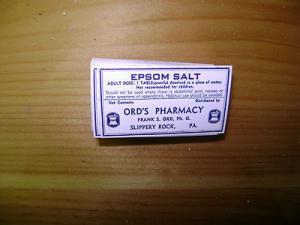 EPSOM SALT
ADULT DOSE: 1 TABLEspoonful dissolved in a glass of water.
Not recommended for children.
Should not be used where there is abdominal pain, nausea or
other symptoms of appendicitis. Habitual use should be avoided.
Net Contents Distributed by
ORD'S PHARMACY
FRANK S. ORD, Ph. G.
SLIPPERY ROCK, PA.